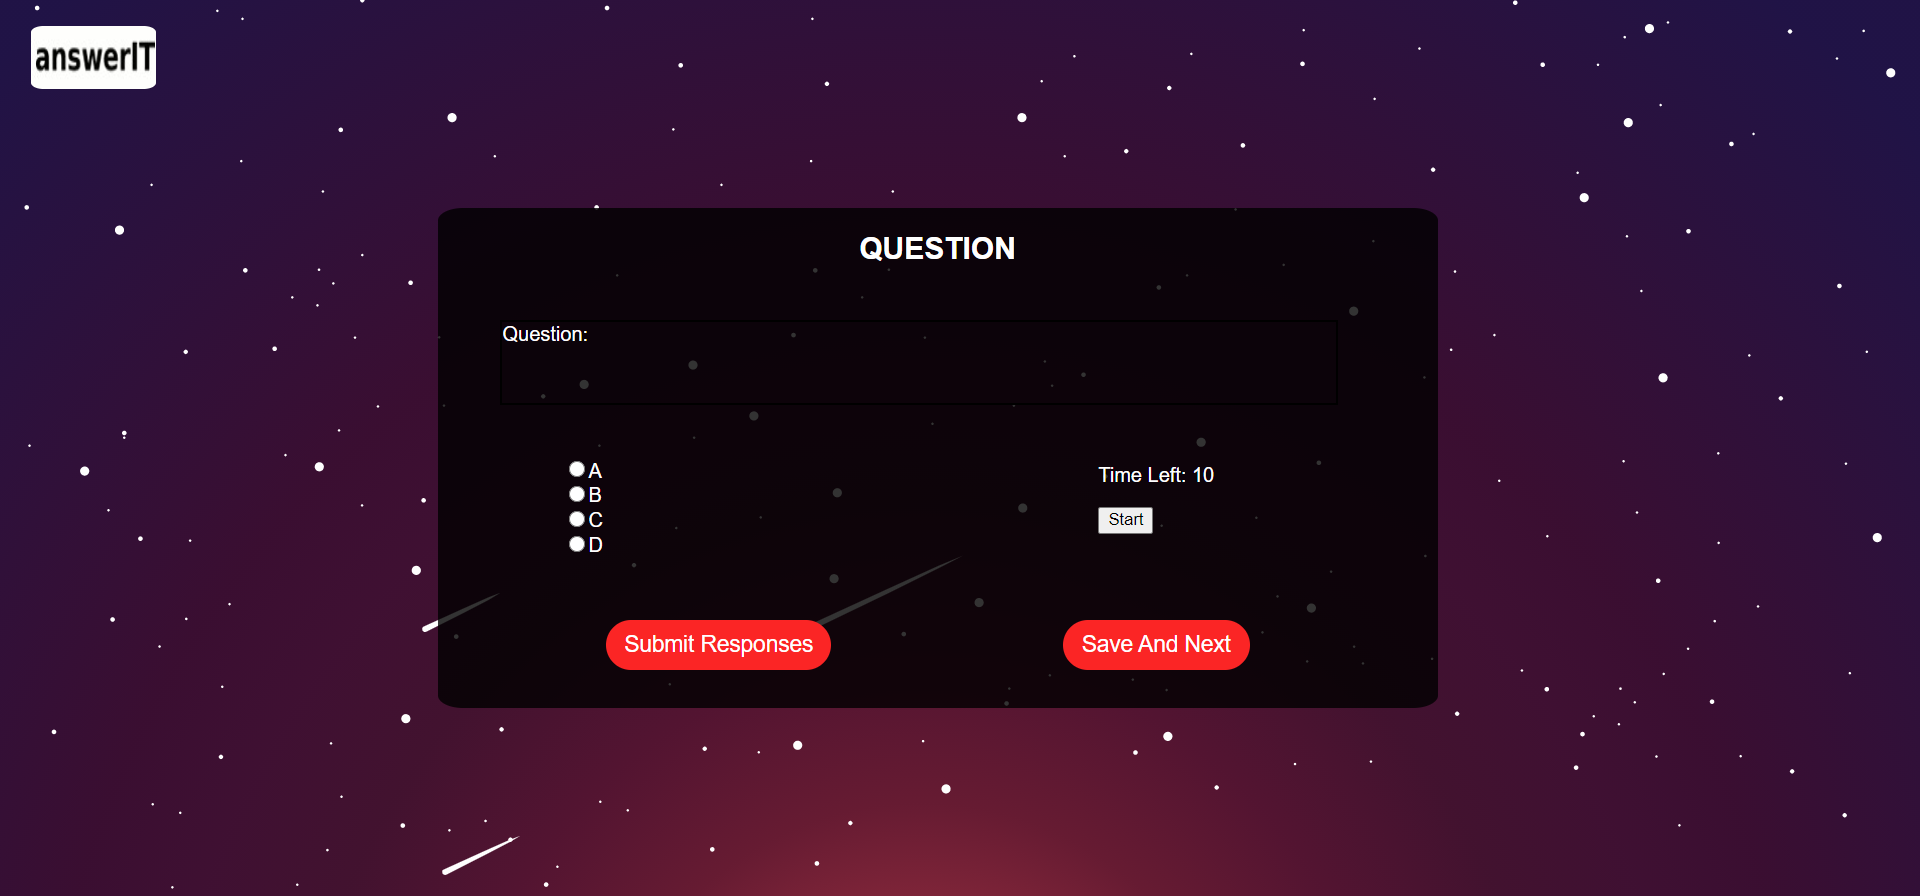 answerIT
QUESTION
Question:
A
B
C
D
Time Left: 10
Start
Submit Responses
Save And Next